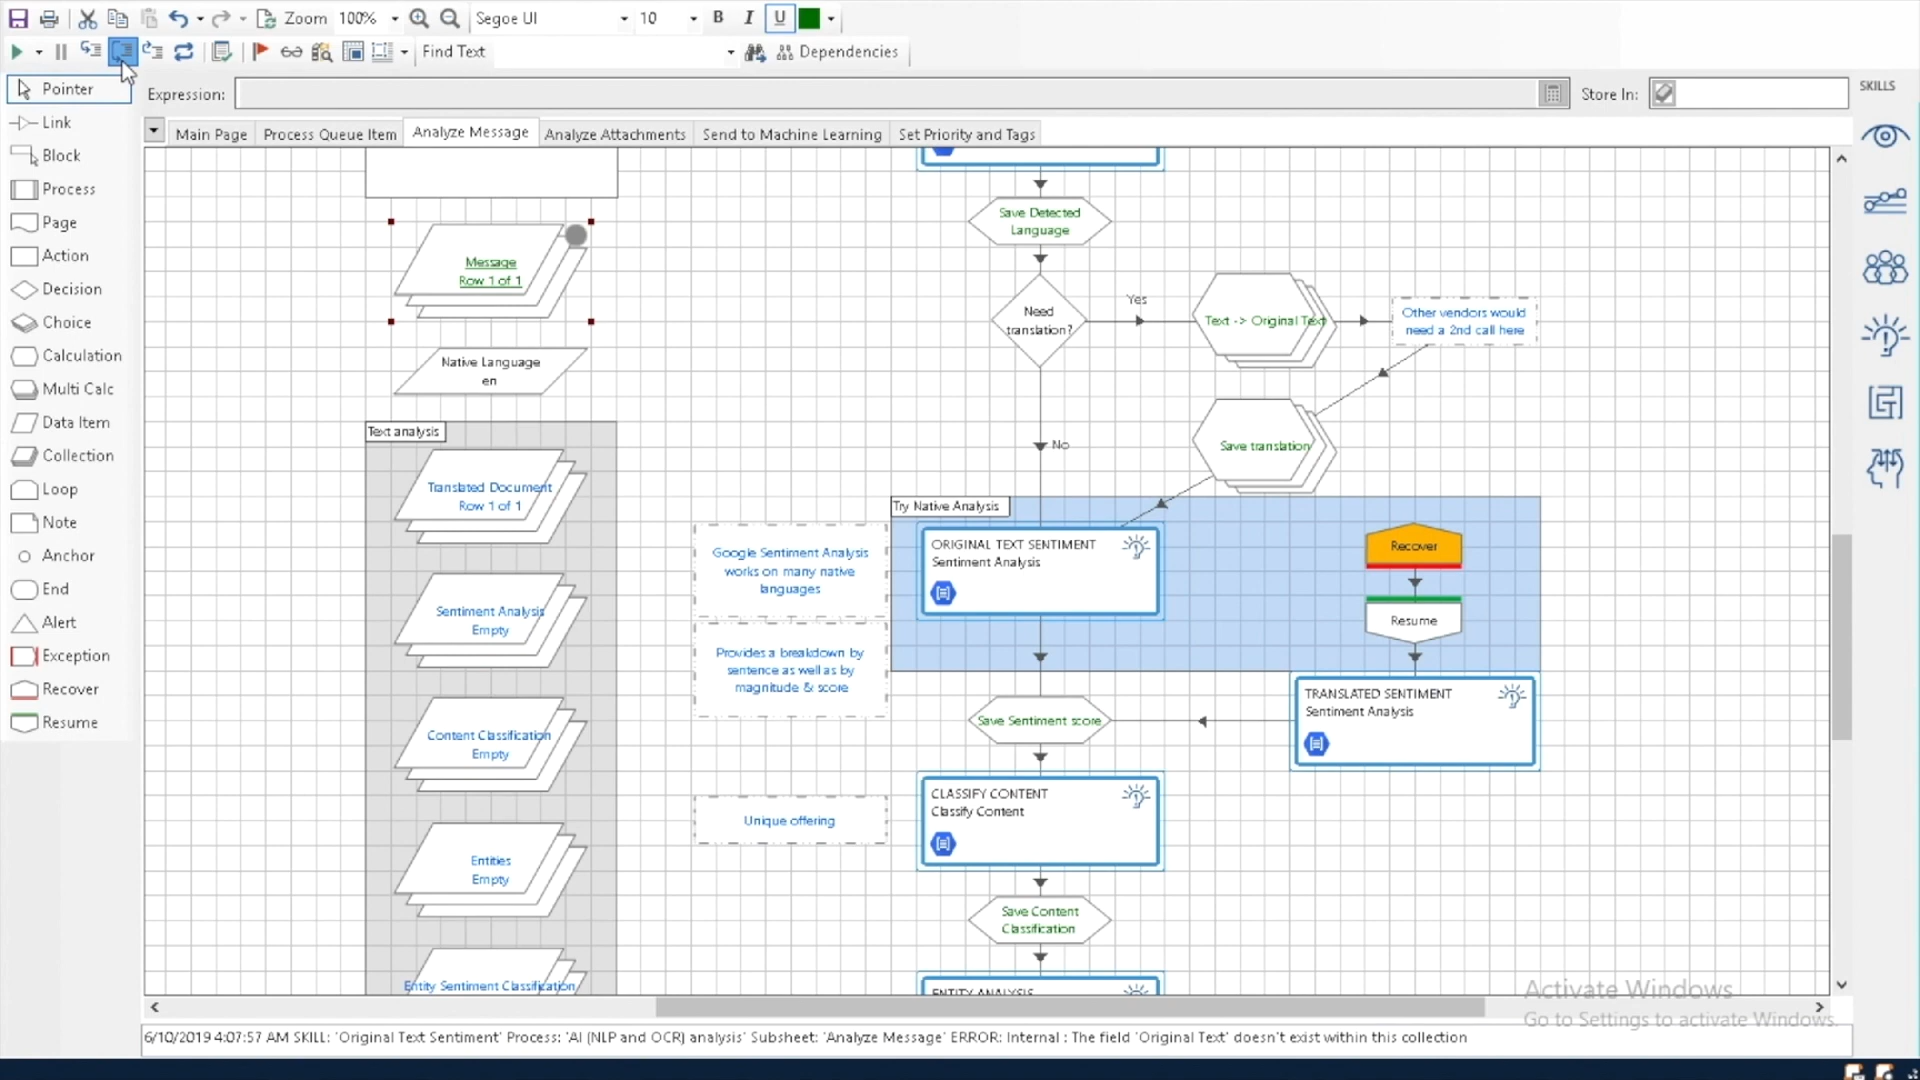 Zoom 100% Segoe UI 10 B I U
Find Text Dependencies
Pointer
Link
Block
Process
Page
Action
Decision
Choice
Calculation
Multi Calc
Data Item
Collection
Loop
Note
Anchor
End
Alert
Exception
Recover
Resume
Expression: Store In:
SKILLS
Main Page Process Queue Item Analyze Message Analyze Attachments Send to Machine Learning Set Priority and Tags
Message
Row 1 of 1
Native Language
en
Text analysis
Translated Document
Row 1 of 1
Sentiment Analysis
Empty
Content Classification
Empty
Entities
Empty
Entity Sentiment Classification
Save Detected
Language
Need
translation?
Yes
No
Text -> Original Text
Other vendors would
need a 2nd call here
Save translation
Try Native Analysis
Google Sentiment Analysis
works on many native
languages
Provides a breakdown by
sentence as well as by
magnitude & score
ORIGINAL TEXT SENTIMENT
Sentiment Analysis
Recover
Resume
TRANSLATED SENTIMENT
Sentiment Analysis
Save Sentiment score
Unique offering
CLASSIFY CONTENT
Classify Content
Save Content
Classification
ENTITY ANALYSIS
Activate Windows
Go to Settings to activate Windows.
6/10/2019 4:07:57 AM SKILL: 'Original Text Sentiment' Process: 'AI (NLP and OCR) analysis' Subsheet: 'Analyze Message' ERROR: Internal : The field 'Original Text' doesn't exist within this collection